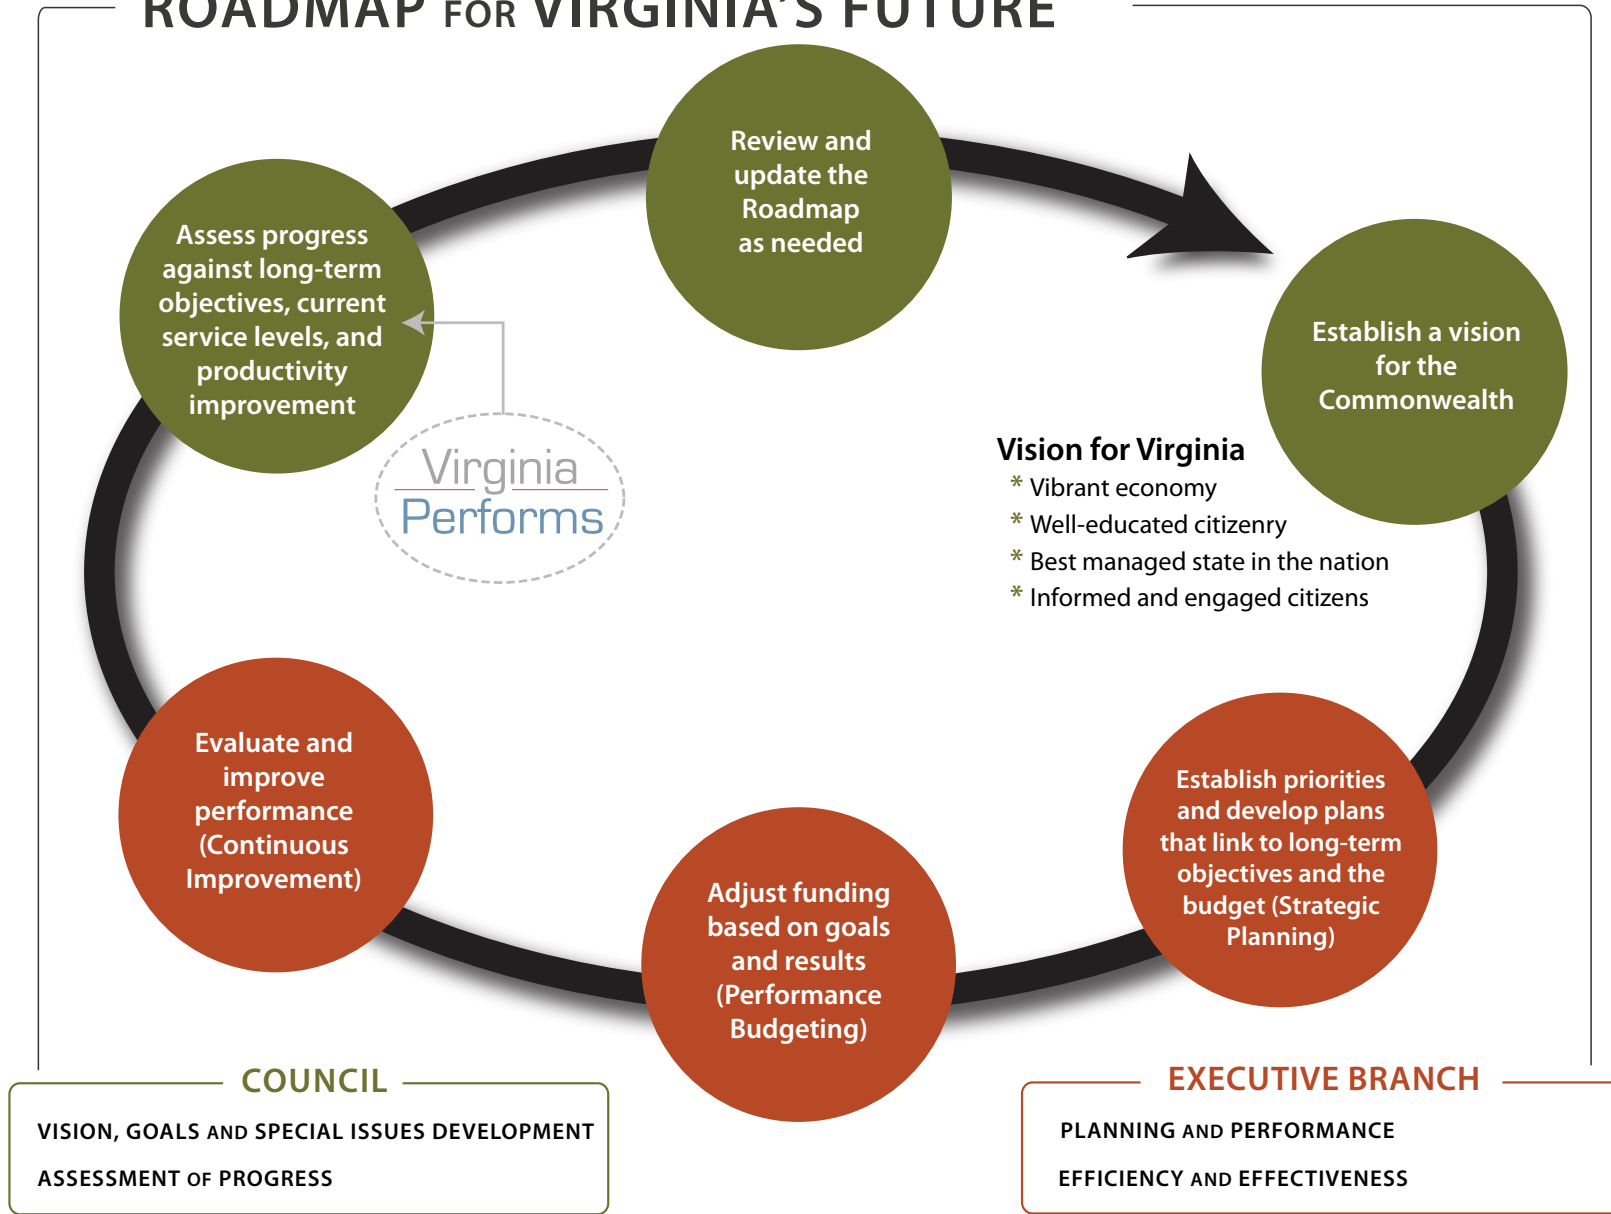 ROADMAP FOR VIRGINIA'S FUTURE
Review and
update the
Roadmap
as needed
Assess progress
against long-term
objectives, current
service levels, and
productivity
improvement
Establish a vision
for the
Commonwealth
Virginia
Performs
Vision for Virginia
* Vibrant economy
* Well-educated citizenry
* Best managed state in the nation
* Informed and engaged citizens
Evaluate and
improve
performance
(Continuous
Improvement)
Adjust funding
based on goals
and results
(Performance
Budgeting)
Establish priorities
and develop plans
that link to long-term
objectives and the
budget (Strategic
Planning)
COUNCIL
VISION, GOALS AND SPECIAL ISSUES DEVELOPMENT
ASSESSMENT OF PROGRESS
EXECUTIVE BRANCH
PLANNING AND PERFORMANCE
EFFICIENCY AND EFFECTIVENESS